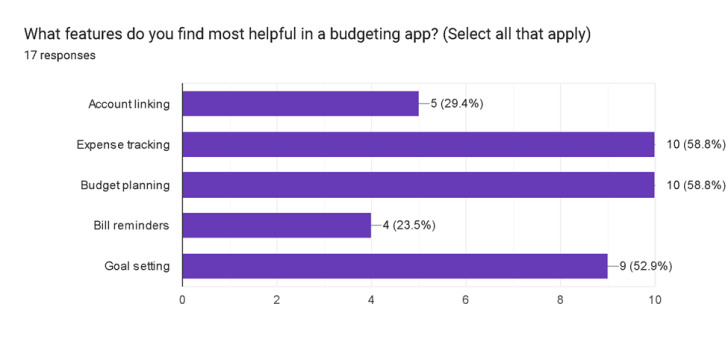 What features do you find most helpful in a budgeting app? (Select all that apply)
17 responses
Account linking 5 (29.4%)
Expense tracking 10 (58.8%)
Budget planning 10 (58.8%)
Bill reminders 4 (23.5%)
Goal setting 9 (52.9%)
0 2 4 6 8 10